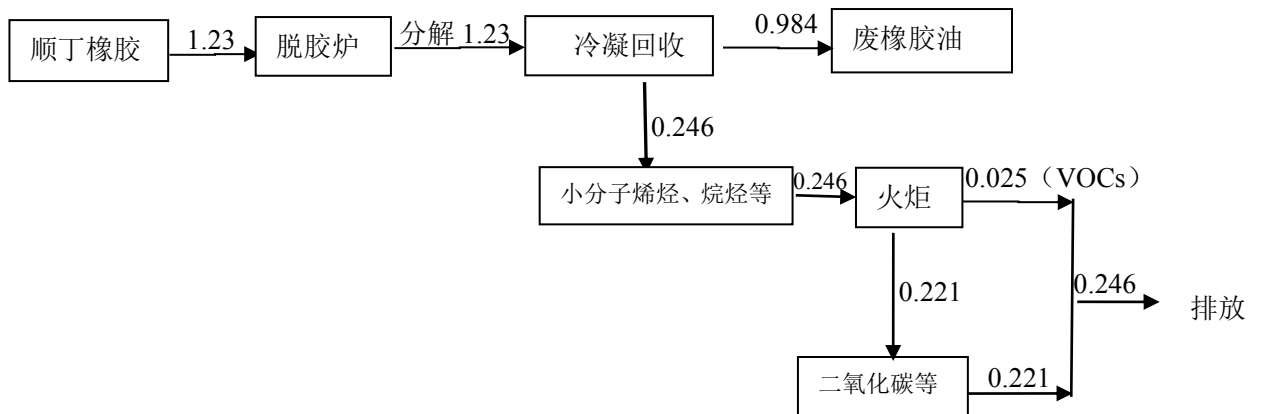 顺丁橡胶
1.23
脱胶炉
分解 1.23
冷凝回收
0.984
废橡胶油
0.246
小分子烯烃、烷烃等
0.246
火炬
0.025（VOCs）
0.221
0.246
排放
二氧化碳等
0.221